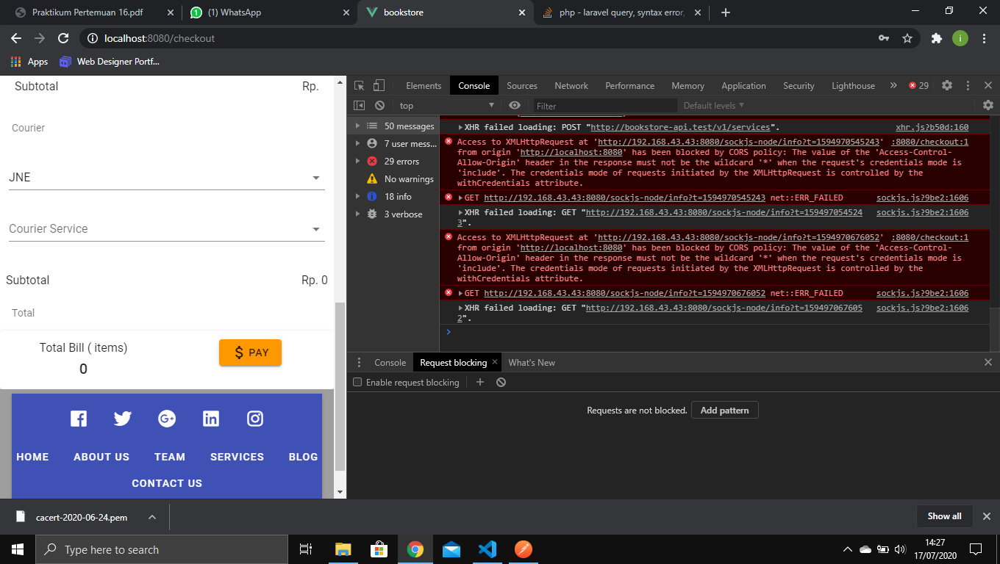 Praktikum Pertemuan 16.pdf
(1) WhatsApp
bookstore
php - laravel query, syntax error,
localhost:8080/checkout
i
Apps
Web Designer Portf...
Subtotal Rp.
Courier
JNE
Courier Service
Subtotal Rp. 0
Total
Total Bill ( items)
0
$ PAY
HOME ABOUT US TEAM SERVICES BLOG
CONTACT US
Elements Console Sources Network Performance Memory Application Security Lighthouse » 29
top
Filter
Default levels
50 messages
7 user mess...
29 errors
No warnings
18 info
3 verbose
XHR failed loading: POST "http://bookstore-api.test/v1/services". xhr.js?b50d:160
Access to XMLHttpRequest at 'http://192.168.43.43:8080/sockjs-node/info?t=1594970545243' :8080/checkout:1
from origin 'http://localhost:8080' has been blocked by CORS policy: The value of the 'Access-Control-
Allow-Origin' header in the response must not be the wildcard '*' when the request's credentials mode is
'include'. The credentials mode of requests initiated by the XMLHttpRequest is controlled by the
withCredentials attribute.
GET http://192.168.43.43:8080/sockjs-node/info?t=1594970545243 net::ERR_FAILED sockjs.js?9be2:1606
XHR failed loading: GET "http://192.168.43.43:8080/sockjs-node/info?t=159497054524 sockjs.js?9be2:1606
3".
Access to XMLHttpRequest at 'http://192.168.43.43:8080/sockjs-node/info?t=1594970676052' :8080/checkout:1
from origin 'http://localhost:8080' has been blocked by CORS policy: The value of the 'Access-Control-
Allow-Origin' header in the response must not be the wildcard '*' when the request's credentials mode is
'include'. The credentials mode of requests initiated by the XMLHttpRequest is controlled by the
withCredentials attribute.
GET http://192.168.43.43:8080/sockjs-node/info?t=1594970676052 net::ERR_FAILED sockjs.js?9be2:1606
XHR failed loading: GET "http://192.168.43.43:8080/sockjs-node/info?t=159497067605 sockjs.js?9be2:1606
2".
Console Request blocking What's New
Enable request blocking
Requests are not blocked. Add pattern
cacert-2020-06-24.pem
Show all
Type here to search
14:27
17/07/2020